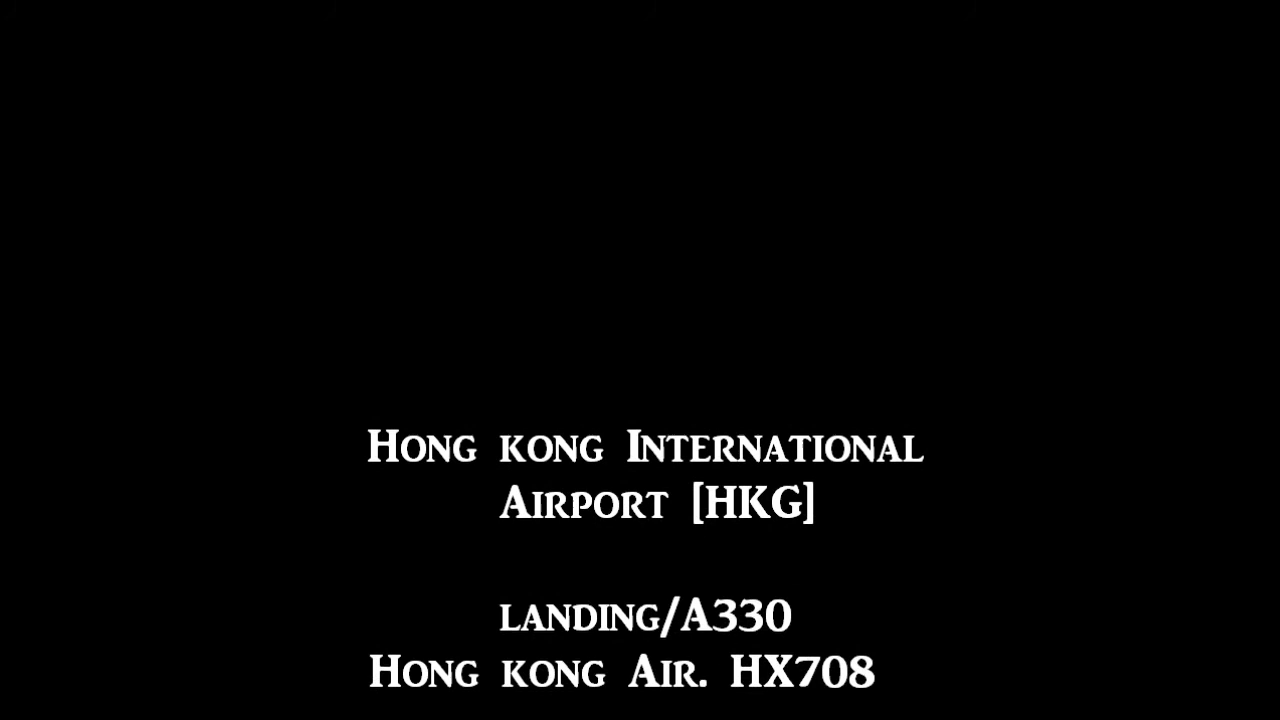 Hong kong International
Airport [HKG]
landing/A330
Hong kong Air. HX708